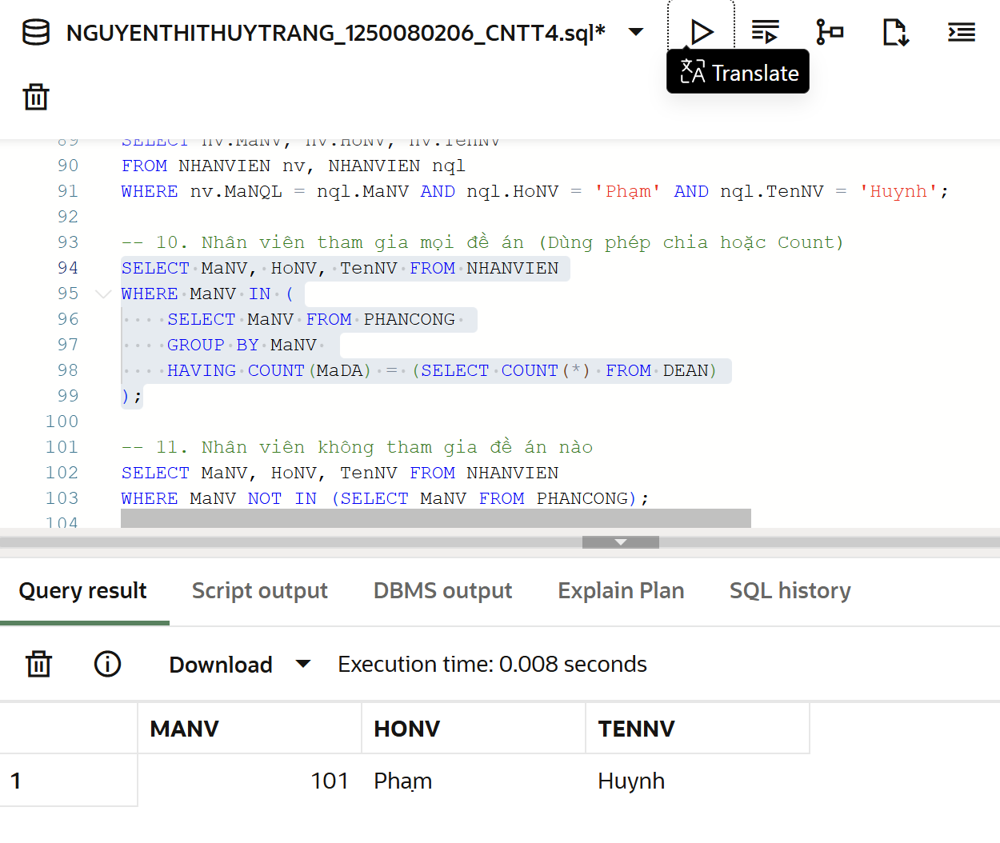 NGUYENTHITHUYTRANG_1250080206_CNTT4.sql*
Translate
89 SELECT nv.MaNV, nv.HoNV, nv.TenNV
90 FROM NHANVIEN nv, NHANVIEN nql
91 WHERE nv.MaNQL = nql.MaNV AND nql.HoNV = 'Phạm' AND nql.TenNV = 'Huynh';
92
93 -- 10. Nhân viên tham gia mọi đề án (Dùng phép chia hoặc Count)
94 SELECT MaNV, HoNV, TenNV FROM NHANVIEN
95 WHERE MaNV IN (
96 SELECT MaNV FROM PHANCONG
97 GROUP BY MaNV
98 HAVING COUNT(MaDA) = (SELECT COUNT(*) FROM DEAN)
99 );
100
101 -- 11. Nhân viên không tham gia đề án nào
102 SELECT MaNV, HoNV, TenNV FROM NHANVIEN
103 WHERE MaNV NOT IN (SELECT MaNV FROM PHANCONG);
104
Query result Script output DBMS output Explain Plan SQL history
Download Execution time: 0.008 seconds
MANV HONV TENNV
1 101 Phạm Huynh